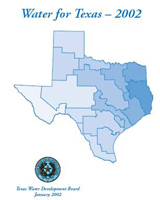 Water for Texas – 2002
Texas Water Development Board
January 2002